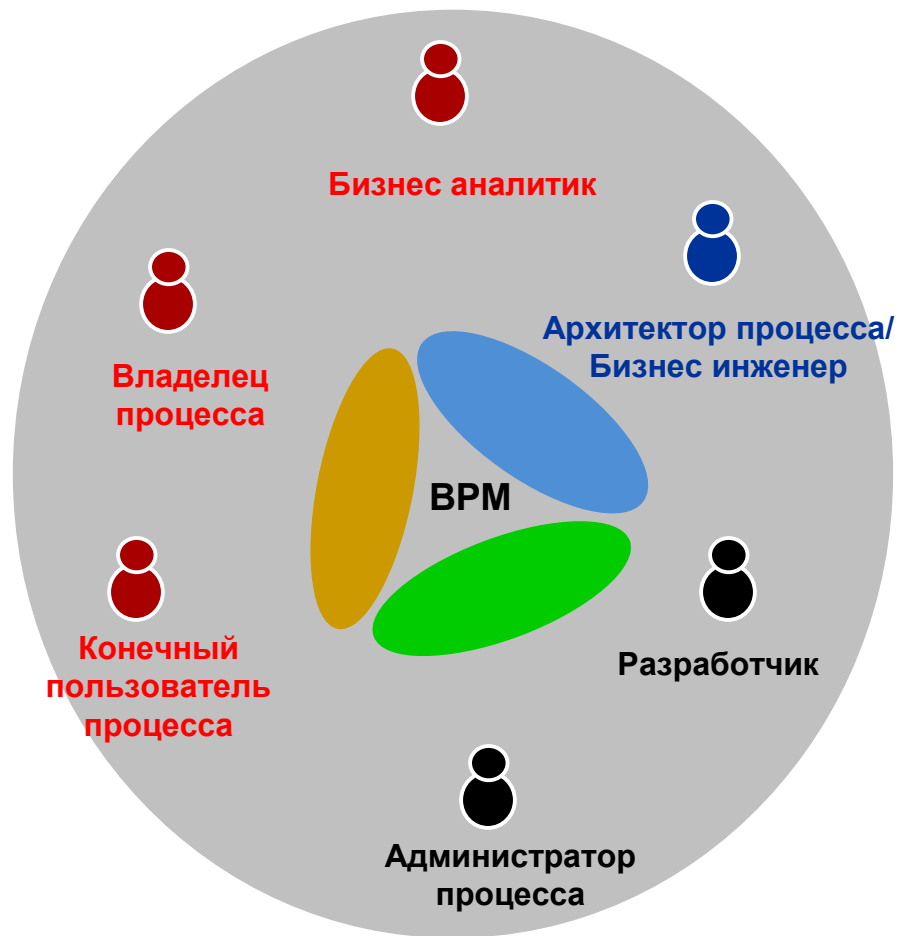 Бизнес аналитик
Архитектор процесса/
Бизнес инженер
Владелец
процесса
BPM
Конечный
пользователь
процесса
Разработчик
Администратор
процесса